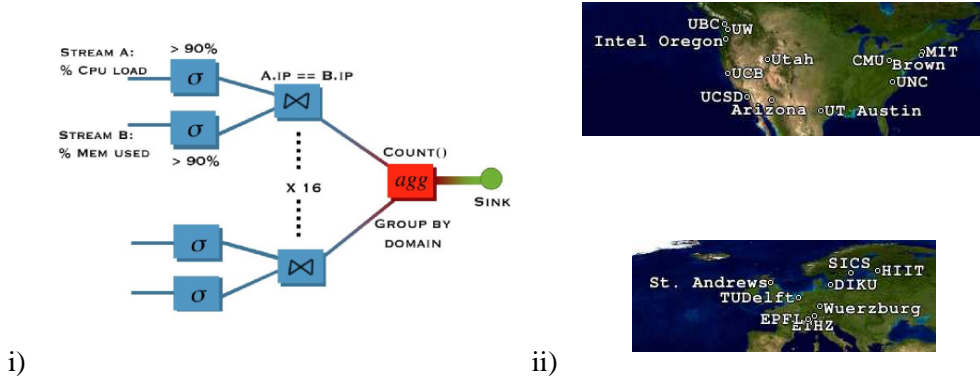 > 90%
STREAM A:
% CPU LOAD
σ
A.IP == B.IP
⋈
STREAM B:
% MEM USED
σ
> 90%
COUNT()
X 16
agg
SINK
GROUP BY
DOMAIN
σ
σ
⋈
i)
UBC
UW
Intel Oregon
Utah
CMU
MIT
Brown
UCB
UNC
UCSD
Arizona
UT Austin
SICS
HIIT
St. Andrews
DIKU
TUDelft
Wuerzburg
EPFL
ETHZ
ii)